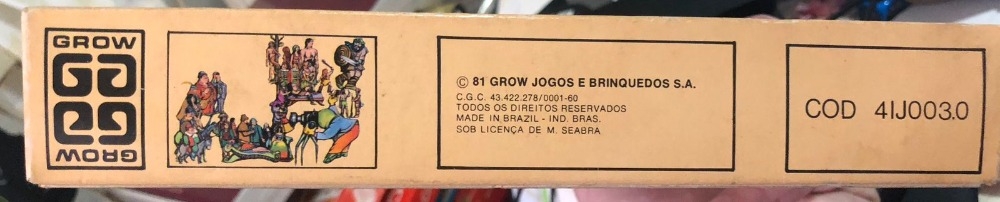 GROW
GROW
© 81 GROW JOGOS E BRINQUEDOS S.A.
C.G.C. 43.422.278/0001-60
TODOS OS DIREITOS RESERVADOS
MADE IN BRAZIL - IND. BRAS.
SOB LICENÇA DE M. SEABRA
COD 41J003.0